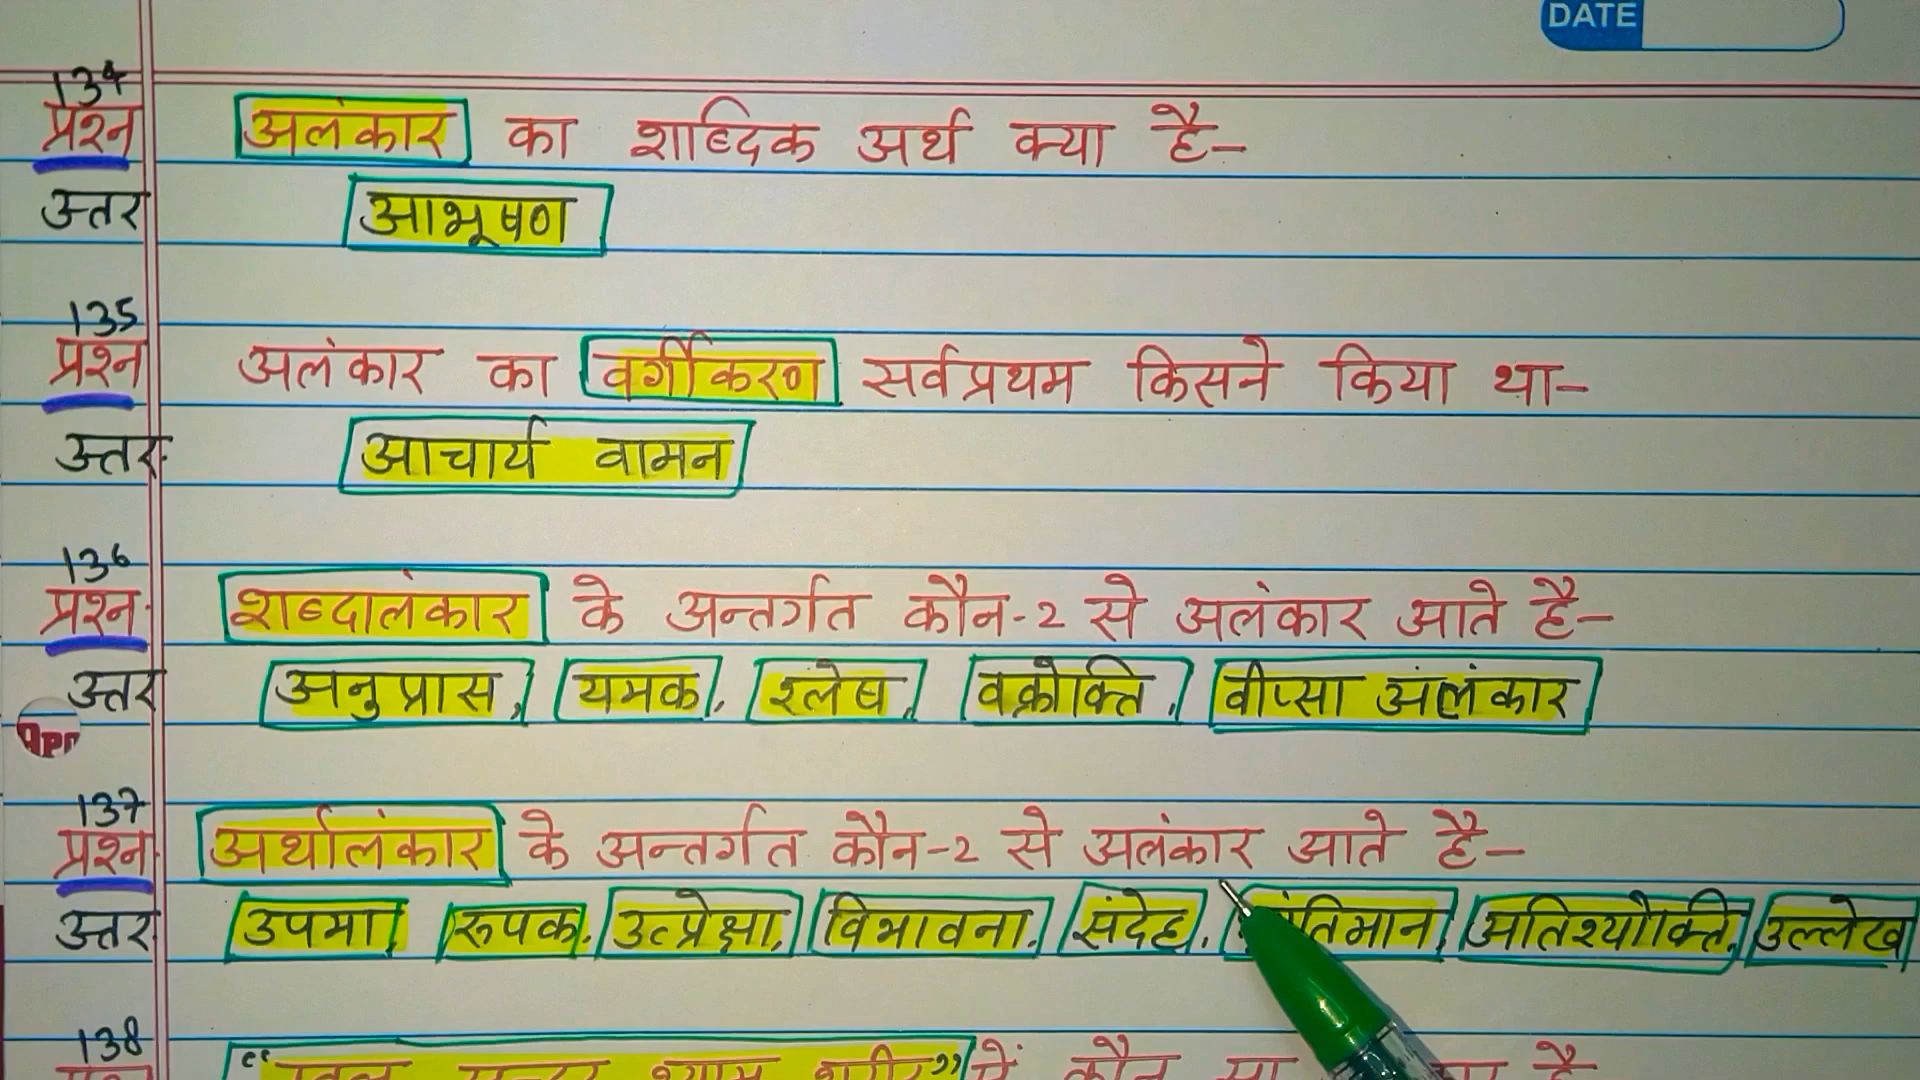 DATE
134
प्रश्न अलंकार का शाब्दिक अर्थ क्या है-
उत्तर आभूषण
135
प्रश्न अलंकार का वर्गीकरण सर्वप्रथम किसने किया था-
उत्तर आचार्य वामन
136
प्रश्न शब्दालंकार के अन्तर्गत कौन-2 से अलंकार आते है-
उत्तर अनुप्रास, यमक, श्लेष, वक्रोक्ति, वीप्सा अलंकार
137
प्रश्न अर्थालंकार के अन्तर्गत कौन-2 से अलंकार आते है-
उत्तर उपमा, रूपक, उत्प्रेक्षा, विभावना, संदेह, अतिश्योक्ति, उल्लेख
138
में कौन सा है